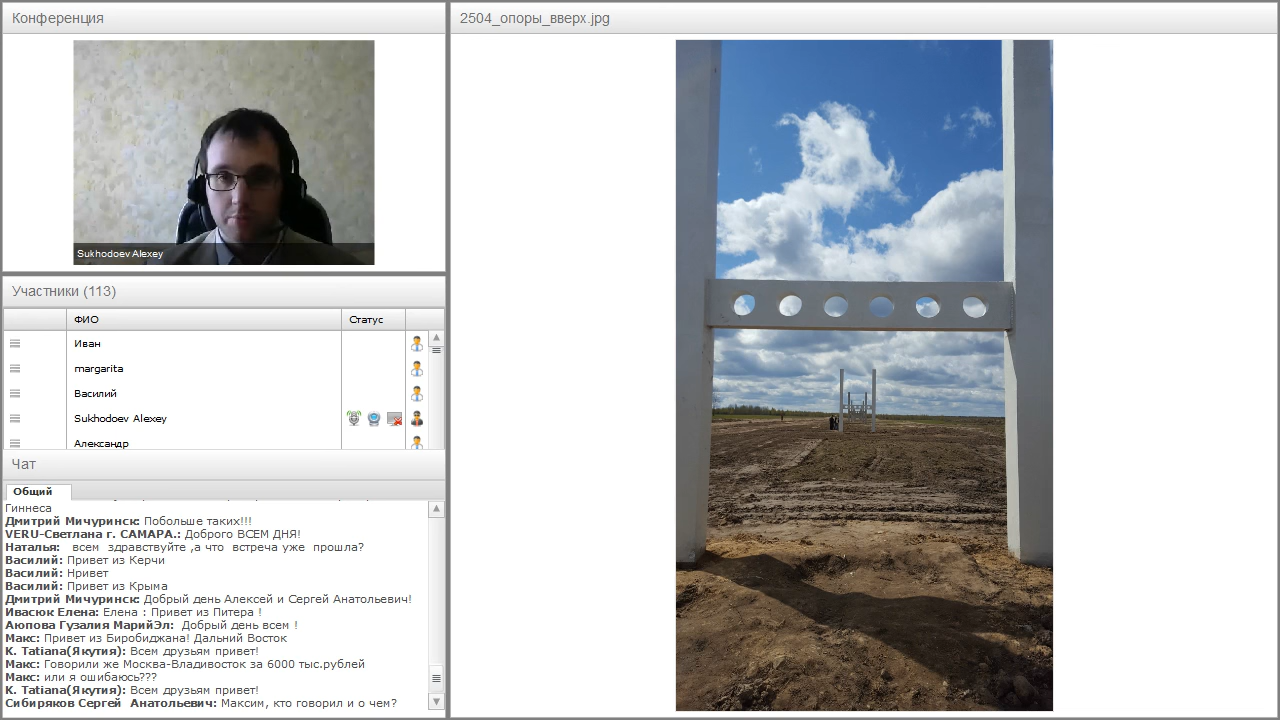 Конференция
Sukhodoev Alexey
Участники (113)
ФИО Статус
Иван
margarita
Василий
Sukhodoev Alexey
Александр
Чат
Общий
Гиннеса
Дмитрий Мичуринск: Побольше таких!!!
VERU-Светлана г. САМАРА.: Доброго ВСЕМ ДНЯ!
Наталья: всем здравствуйте ,а что встреча уже прошла?
Василий: Привет из Керчи
Василий: Нривет
Василий: Привет из Крыма
Дмитрий Мичуринск: Добрый день Алексей и Сергей Анатольевич!
Ивасюк Елена: Елена ; Привет из Питера !
Аюпова Гузалия МарийЭл: Добрый день всем !
Макс: Привет из Биробиджана! Дальний Восток
K. Tatiana(Якутия): Всем друзьям привет!
Макс: Говорили же Москва-Владивосток за 6000 тыс.рублей
Макс: или я ошибаюсь???
K. Tatiana(Якутия): Всем друзьям привет!
Сибиряков Сергей Анатольевич: Максим, кто говорил и о чем?
2504_опоры_вверх.jpg